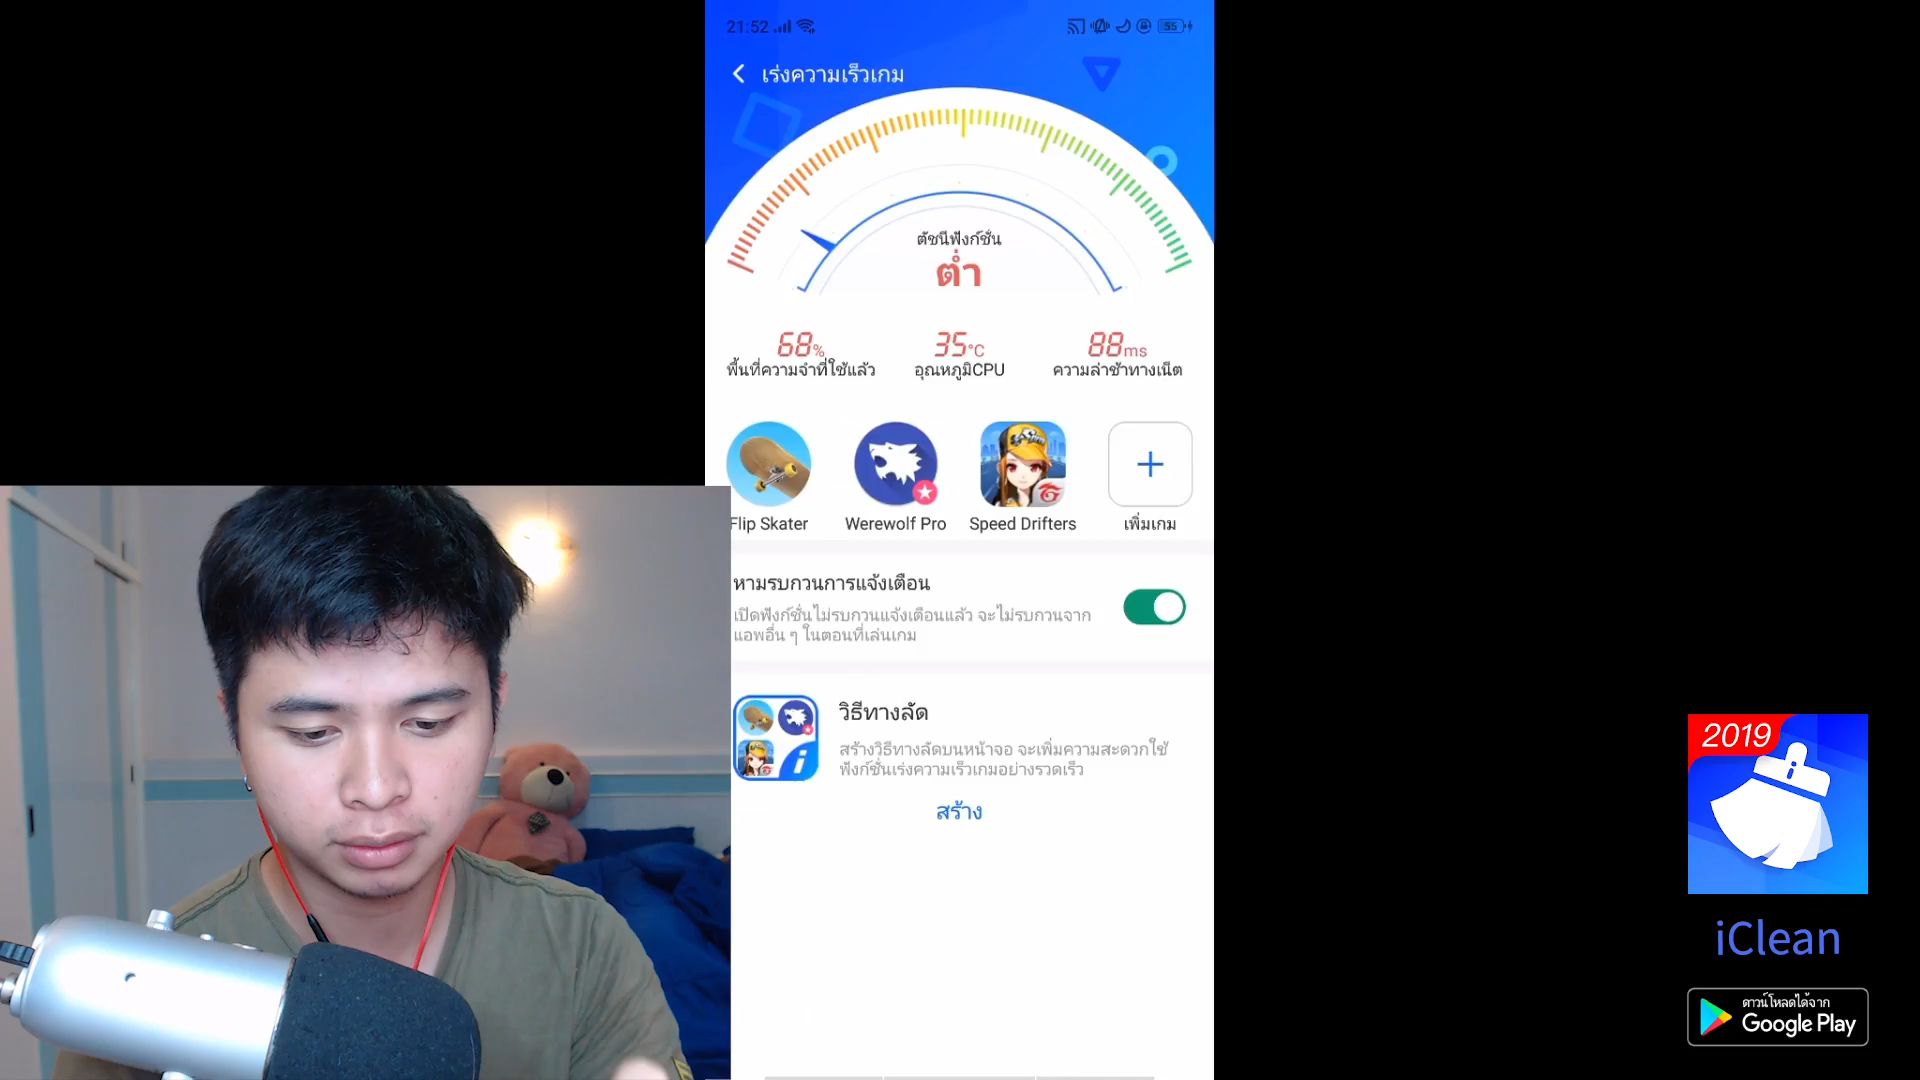 21:52
55
เร่งความเร็วเกม
ดัชนีฟังก์ชั่น
ต่ำ
68%
35°C
88ms
พื้นที่ความจำที่ใช้แล้ว
อุณหภูมิCPU
ความล่าช้าทางเน็ต
Flip Skater
Werewolf Pro
Speed Drifters
เพิ่มเกม
ห้ามรบกวนการแจ้งเตือน
เปิดฟังก์ชั่นไม่รบกวนแจ้งเตือนแล้ว จะไม่รบกวนจาก
แอพอื่น ๆ ในตอนที่เล่นเกม
วิธีทางลัด
สร้างวิธีทางลัดบนหน้าจอ จะเพิ่มความสะดวกใช้
ฟังก์ชั่นเร่งความเร็วเกมอย่างรวดเร็ว
สร้าง
2019
iClean
ดาวน์โหลดได้จาก
Google Play